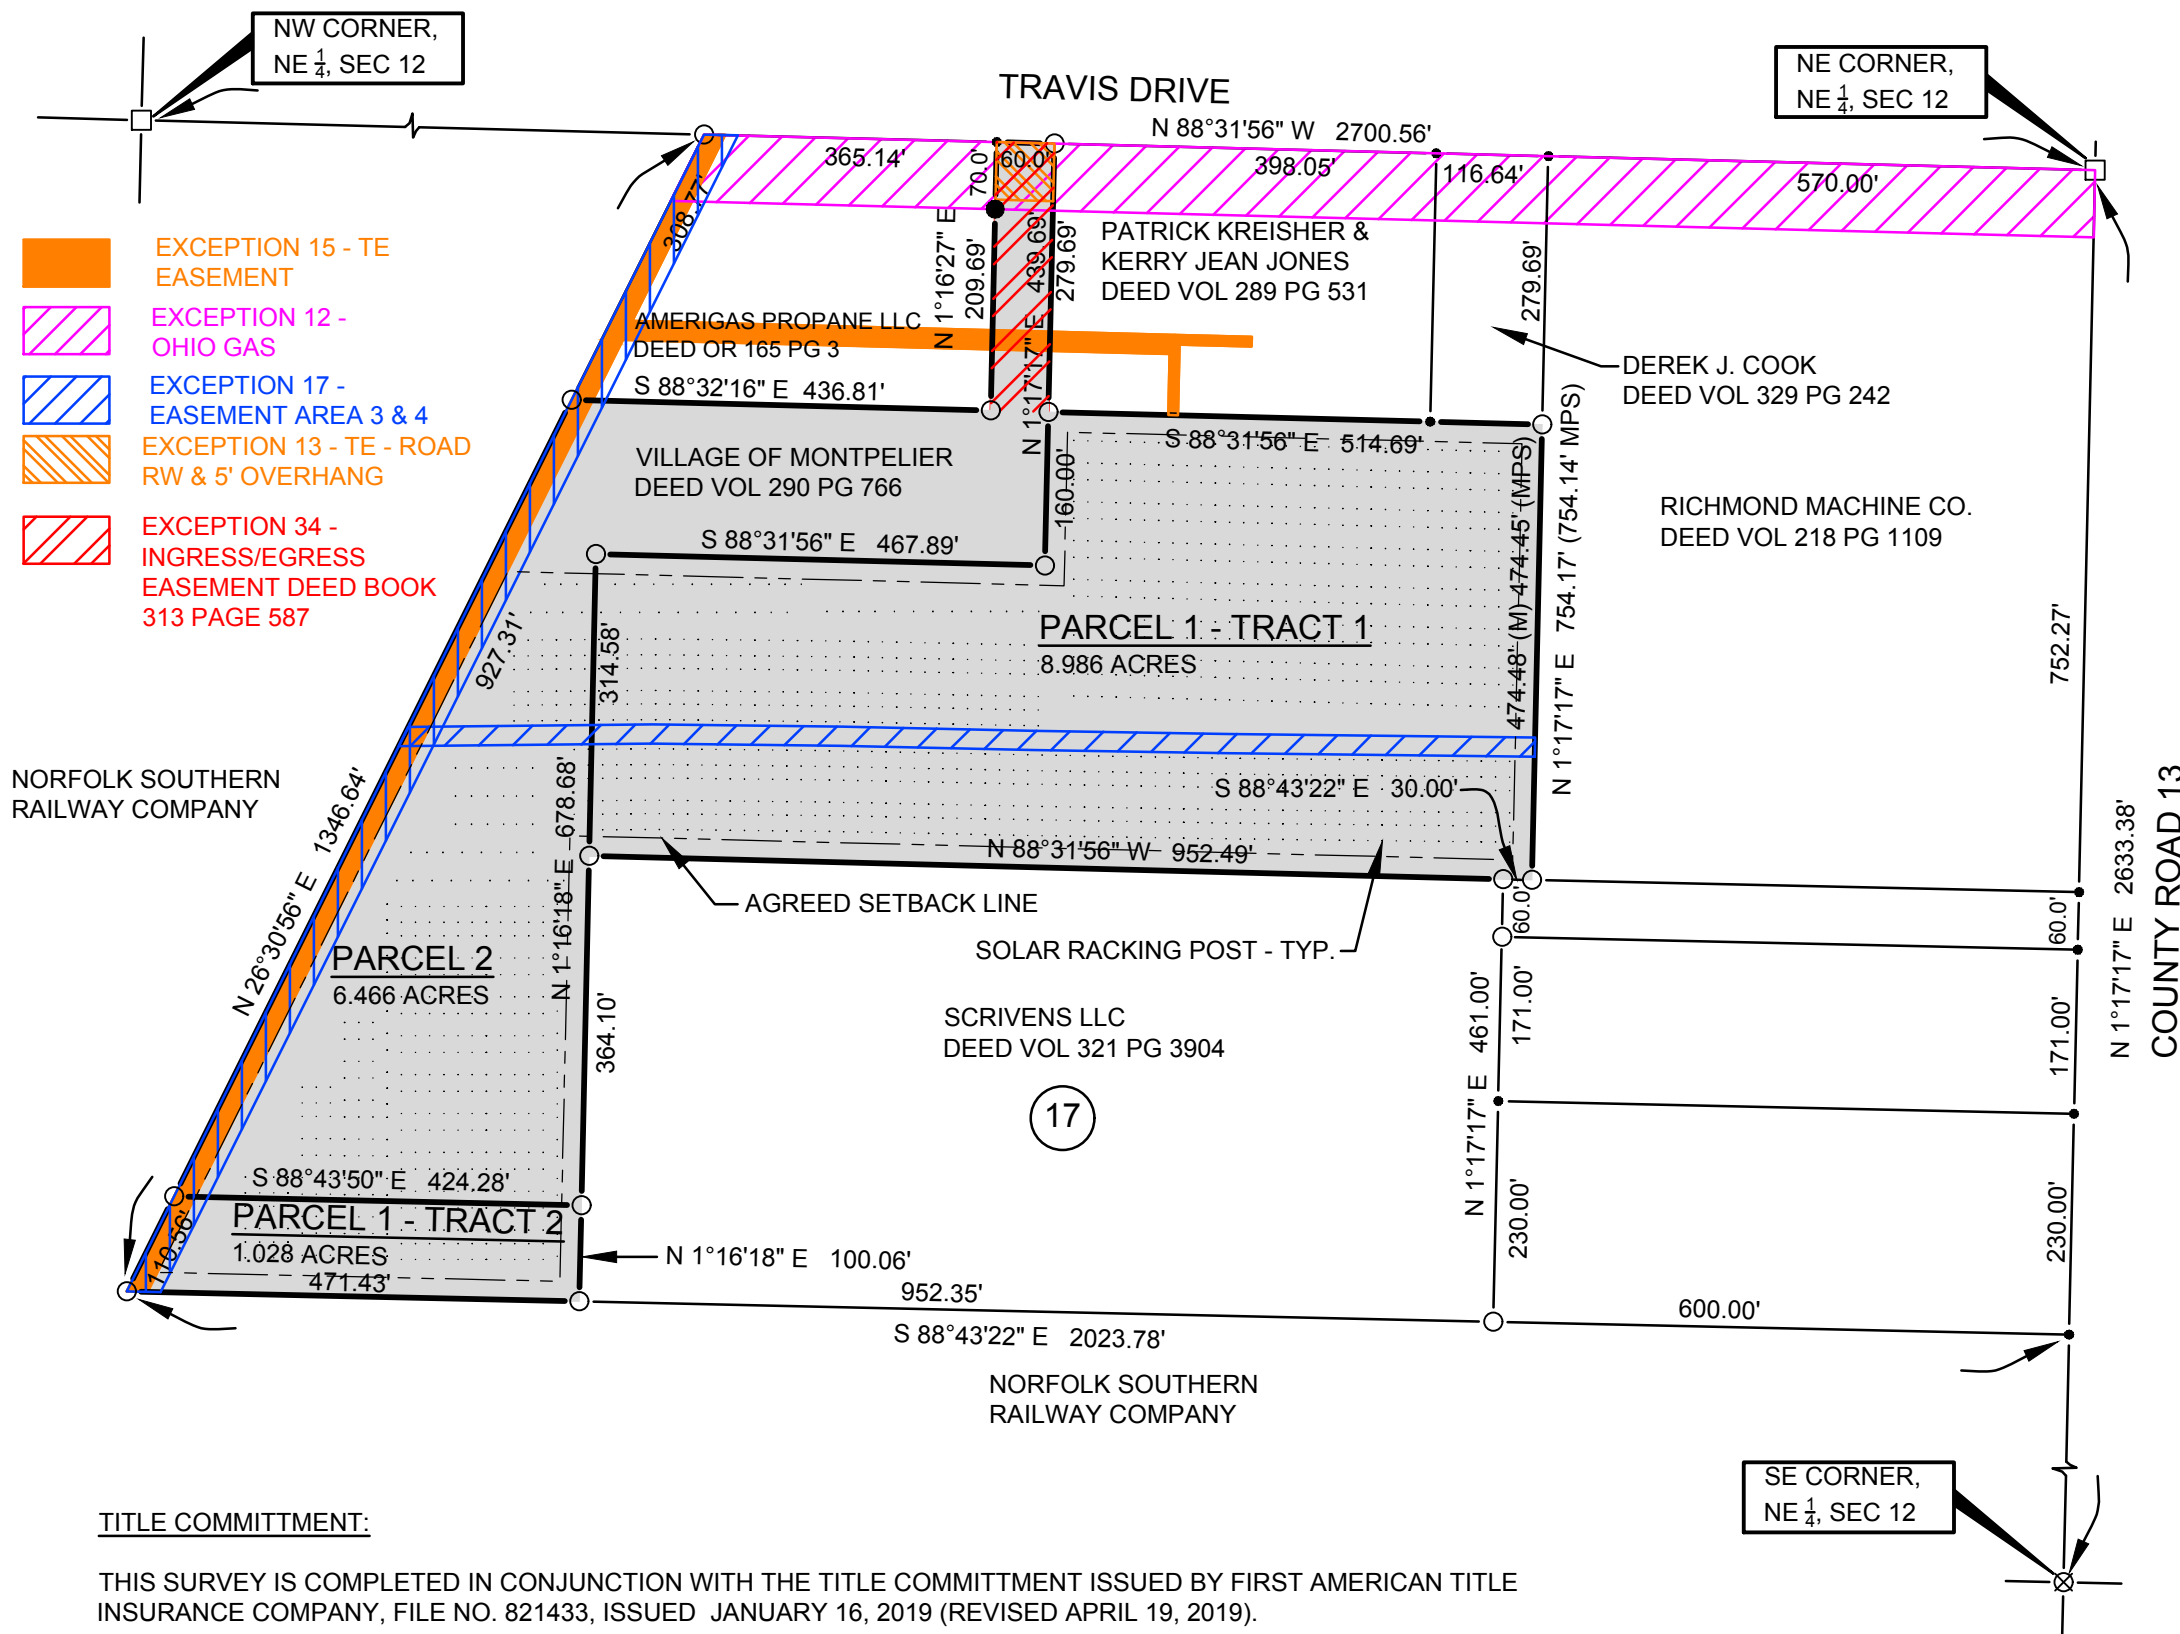 NW CORNER,
NE 1/4, SEC 12
TRAVIS DRIVE
NE CORNER,
NE 1/4, SEC 12
N 88°31'56" W 2700.56'
365.14'
60.0'
398.05'
116.64'
570.00'
70.0'
308.77'
N 1°16'27" E
209.69'
N 1°17'17" E 439.69'
279.69'
279.69'
EXCEPTION 15 - TE
EASEMENT
EXCEPTION 12 -
OHIO GAS
EXCEPTION 17 -
EASEMENT AREA 3 & 4
EXCEPTION 13 - TE - ROAD
RW & 5' OVERHANG
EXCEPTION 34 -
INGRESS/EGRESS
EASEMENT DEED BOOK
313 PAGE 587
PATRICK KREISHER &
KERRY JEAN JONES
DEED VOL 289 PG 531
AMERIGAS PROPANE LLC
DEED OR 165 PG 3
S 88°32'16" E 436.81'
DEREK J. COOK
DEED VOL 329 PG 242
S 88°31'56" E 514.69'
VILLAGE OF MONTPELIER
DEED VOL 290 PG 766
160.00'
S 88°31'56" E 467.89'
RICHMOND MACHINE CO.
DEED VOL 218 PG 1109
474.48' (M) 474.45' (MPS)
N 1°17'17" E 754.17' (754.14' MPS)
PARCEL 1 - TRACT 1
8.986 ACRES
927.31'
314.58'
752.27'
NORFOLK SOUTHERN
RAILWAY COMPANY
N 26°30'56" E 1346.64'
N 1°16'18" E 678.68'
S 88°43'22" E 30.00'
N 88°31'56" W 952.49'
AGREED SETBACK LINE
SOLAR RACKING POST - TYP.
60.0'
60.0'
N 1°17'17" E 2633.38'
COUNTY ROAD 13
PARCEL 2
6.466 ACRES
364.10'
SCRIVENS LLC
DEED VOL 321 PG 3904
17
N 1°17'17" E 461.00'
171.00'
171.00'
230.00'
230.00'
S 88°43'50" E 424.28'
PARCEL 1 - TRACT 2
1.028 ACRES
471.43'
110.56'
N 1°16'18" E 100.06'
952.35'
600.00'
S 88°43'22" E 2023.78'
NORFOLK SOUTHERN
RAILWAY COMPANY
SE CORNER,
NE 1/4, SEC 12
TITLE COMMITTMENT:
THIS SURVEY IS COMPLETED IN CONJUNCTION WITH THE TITLE COMMITTMENT ISSUED BY FIRST AMERICAN TITLE
INSURANCE COMPANY, FILE NO. 821433, ISSUED JANUARY 16, 2019 (REVISED APRIL 19, 2019).